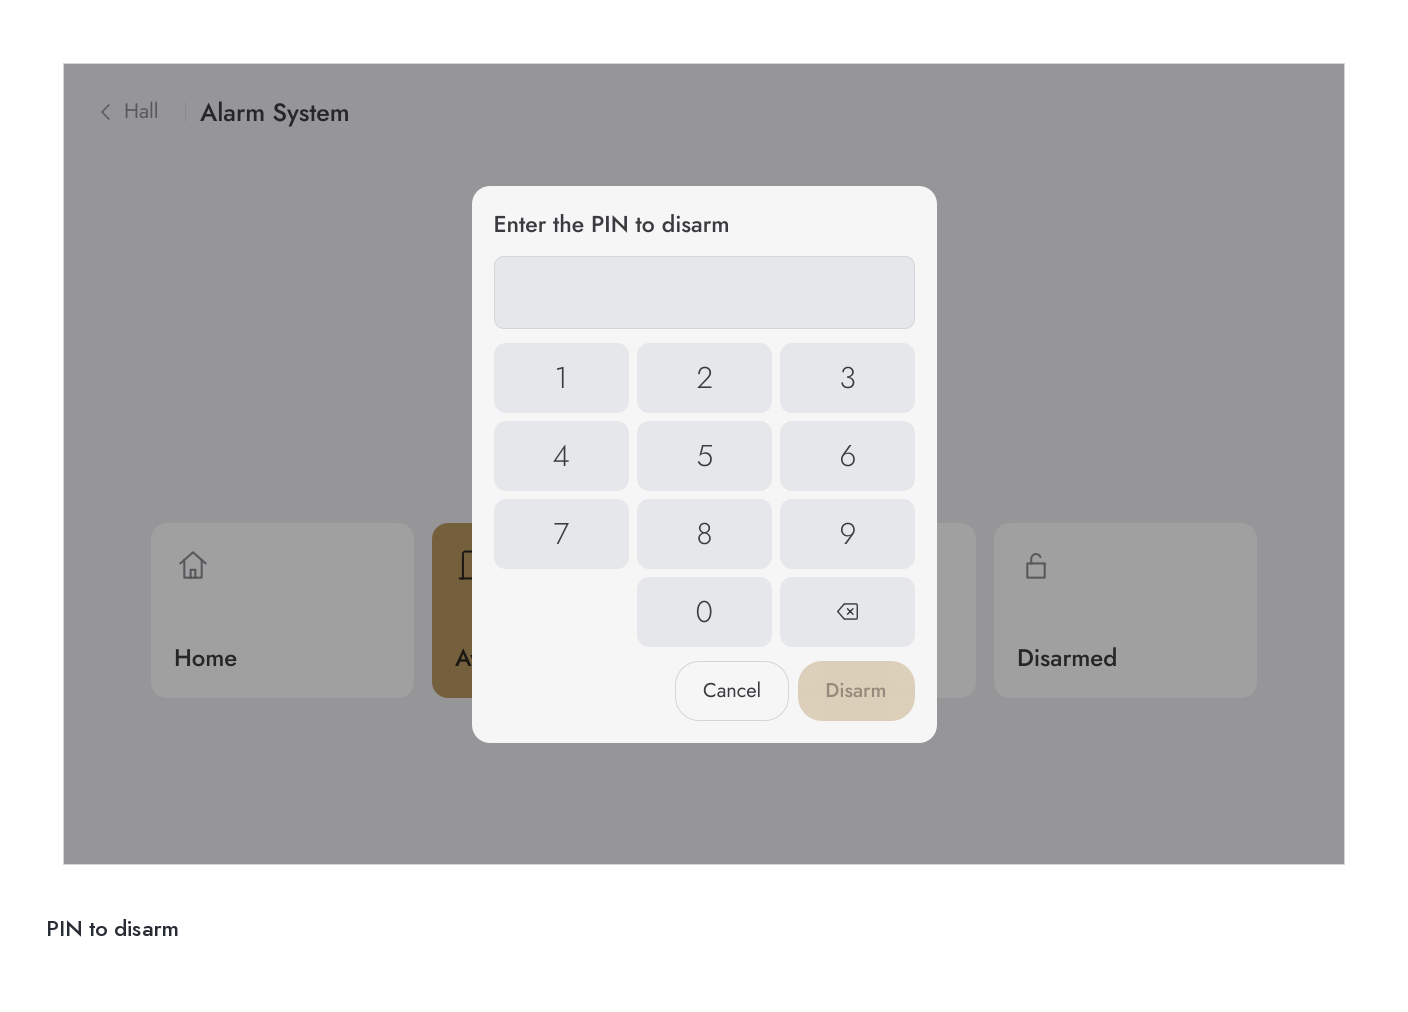 Hall
Alarm System
Enter the PIN to disarm
1 2 3
4 5 6
7 8 9
0
Home
Disarmed
Cancel
Disarm
PIN to disarm